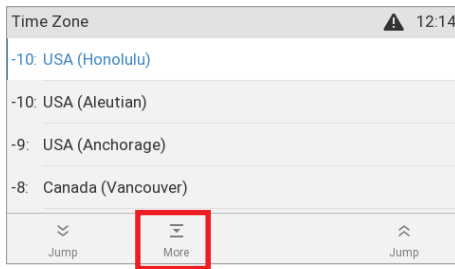 Time Zone 12:14
-10: USA (Honolulu)
-10: USA (Aleutian)
-9: USA (Anchorage)
-8: Canada (Vancouver)
Jump More Jump